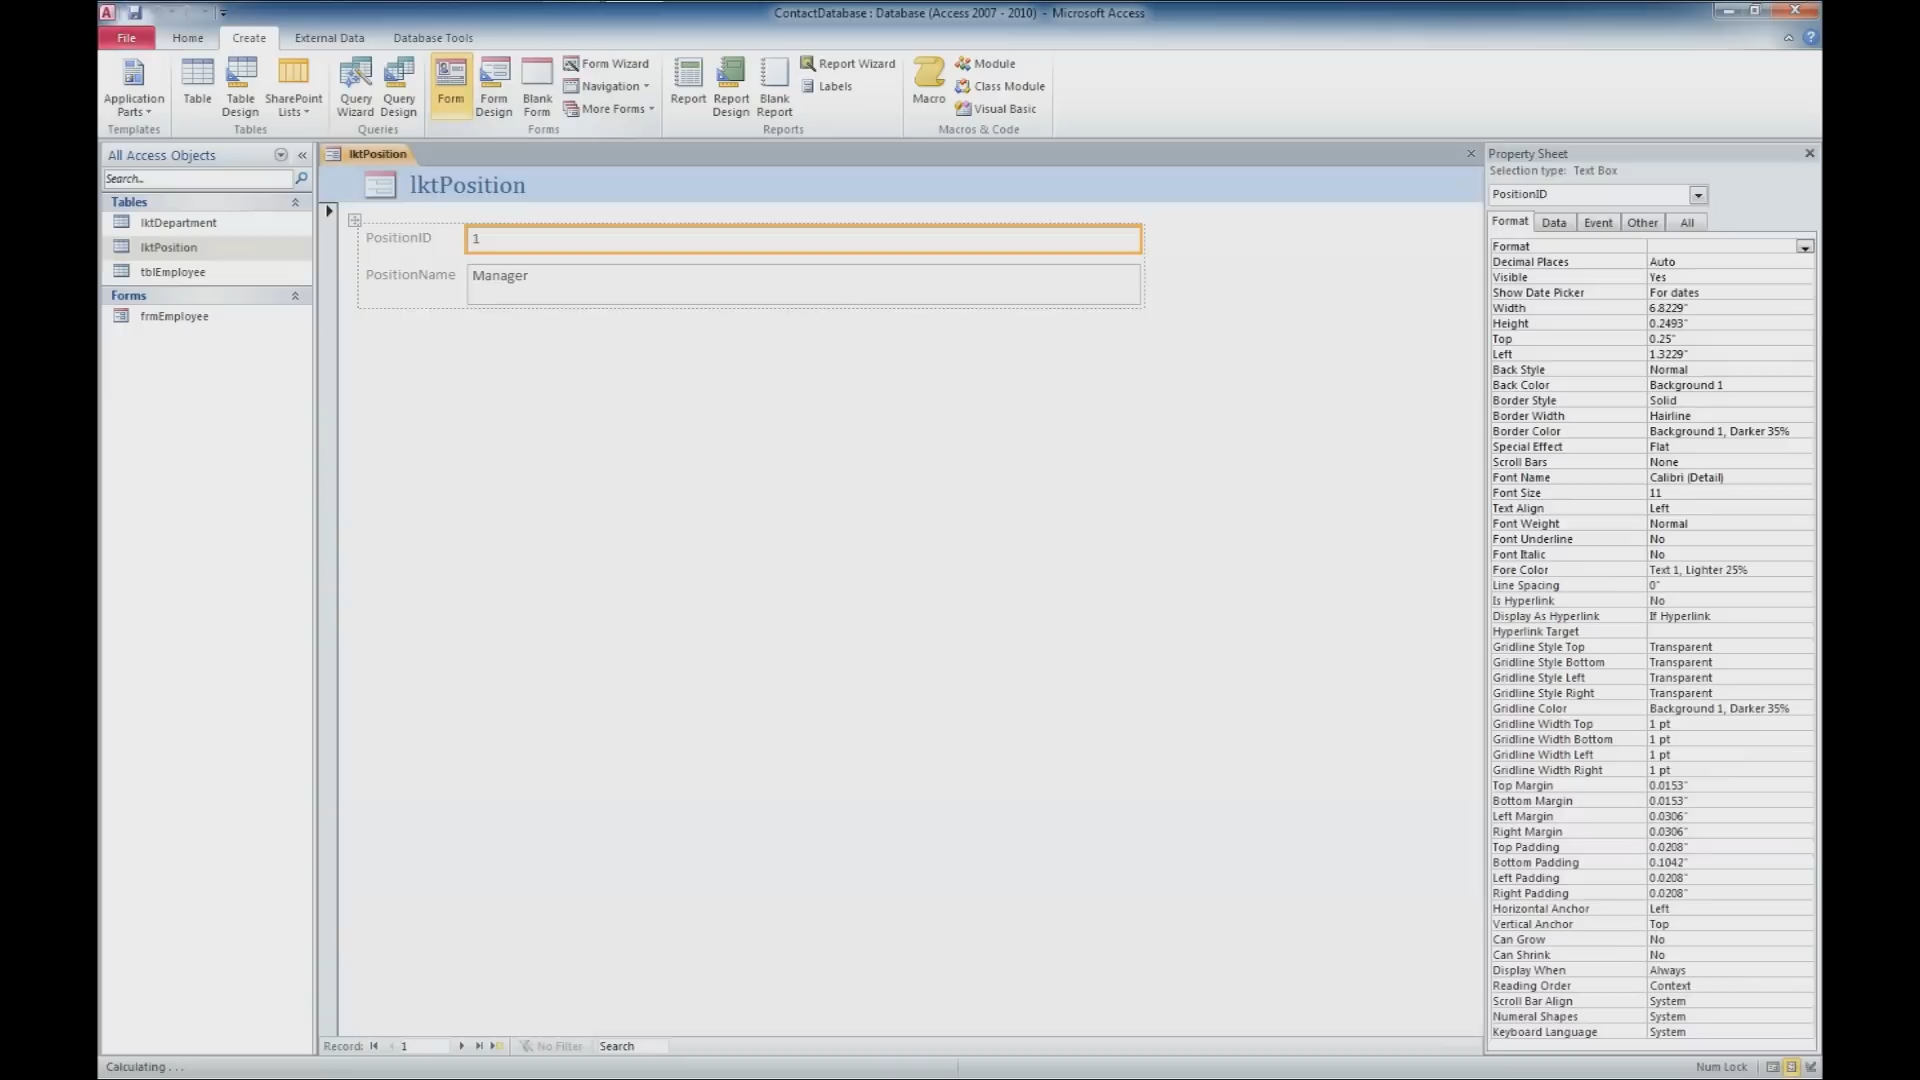 ContactDatabase : Database (Access 2007 - 2010) - Microsoft Access
File Home Create External Data Database Tools
Application Parts
Table
Table Design
SharePoint Lists
Query Wizard
Query Design
Form
Form Design
Blank Form
Form Wizard
Navigation
More Forms
Report
Report Design
Blank Report
Report Wizard
Labels
Macro
Module
Class Module
Visual Basic
Templates Tables Queries Forms Reports Macros & Code
All Access Objects
Search...
Tables
lktDepartment
lktPosition
tblEmployee
Forms
frmEmployee
lktPosition
lktPosition
PositionID 1
PositionName Manager
Property Sheet
Selection type: Text Box
PositionID
Format Data Event Other All
Format
Decimal Places Auto
Visible Yes
Show Date Picker For dates
Width 6.8229"
Height 0.2493"
Top 0.25"
Left 1.3229"
Back Style Normal
Back Color Background 1
Border Style Solid
Border Width Hairline
Border Color Background 1, Darker 35%
Special Effect Flat
Scroll Bars None
Font Name Calibri (Detail)
Font Size 11
Text Align Left
Font Weight Normal
Font Underline No
Font Italic No
Fore Color Text 1, Lighter 25%
Line Spacing 0"
Is Hyperlink No
Display As Hyperlink If Hyperlink
Hyperlink Target
Gridline Style Top Transparent
Gridline Style Bottom Transparent
Gridline Style Left Transparent
Gridline Style Right Transparent
Gridline Color Background 1, Darker 35%
Gridline Width Top 1 pt
Gridline Width Bottom 1 pt
Gridline Width Left 1 pt
Gridline Width Right 1 pt
Top Margin 0.0153"
Bottom Margin 0.0153"
Left Margin 0.0306"
Right Margin 0.0306"
Top Padding 0.0208"
Bottom Padding 0.1042"
Left Padding 0.0208"
Right Padding 0.0208"
Horizontal Anchor Left
Vertical Anchor Top
Can Grow No
Can Shrink No
Display When Always
Reading Order Context
Scroll Bar Align System
Numeral Shapes System
Keyboard Language System
Record: 1 No Filter Search
Calculating . . . Num Lock